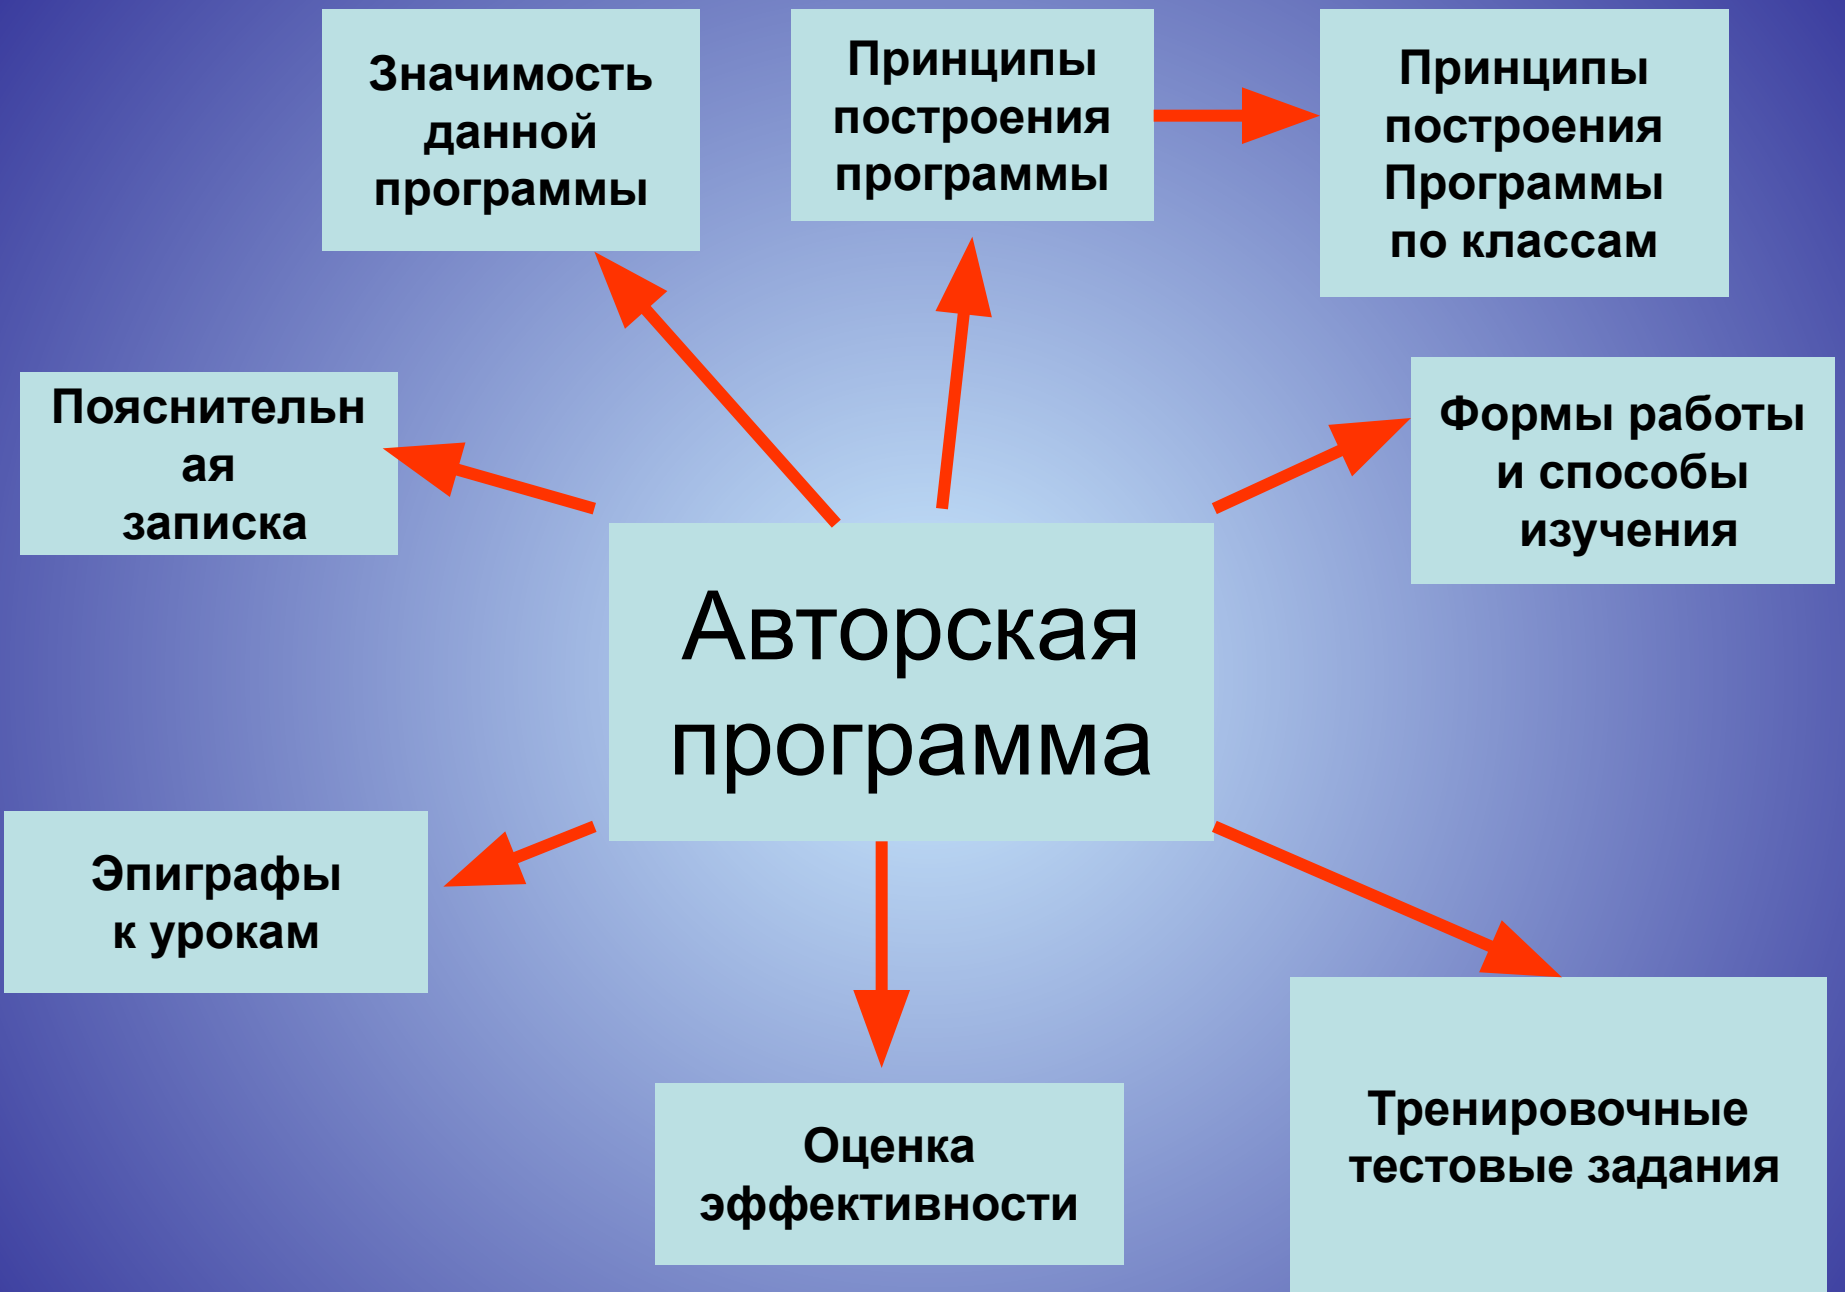 Значимость
данной
программы
Принципы
построения
программы
Принципы
построения
Программы
по классам
Пояснительн
ая
записка
Формы работы
и способы
изучения
Авторская
программа
Эпиграфы
к урокам
Оценка
эффективности
Тренировочные
тестовые задания